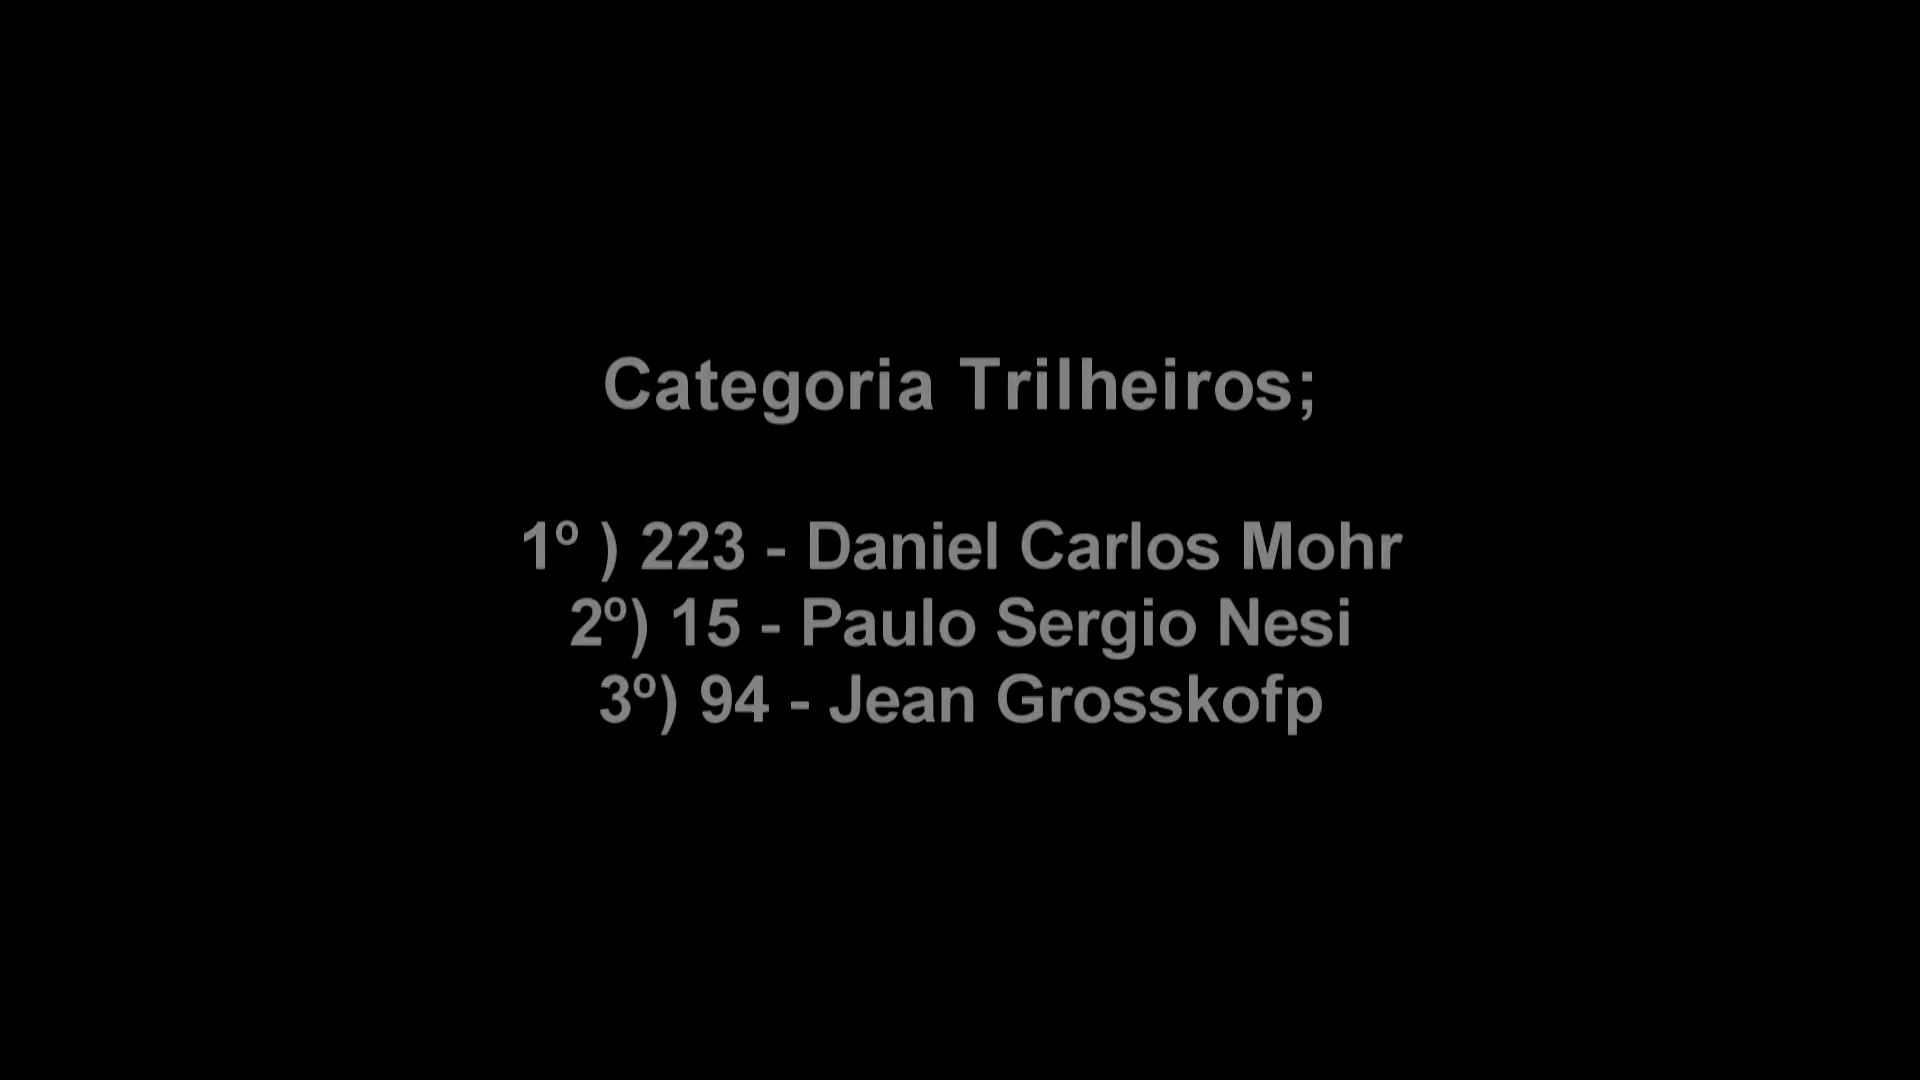 Categoria Trilheiros;
1º ) 223 - Daniel Carlos Mohr
2º) 15 - Paulo Sergio Nesi
3º) 94 - Jean Grosskofp